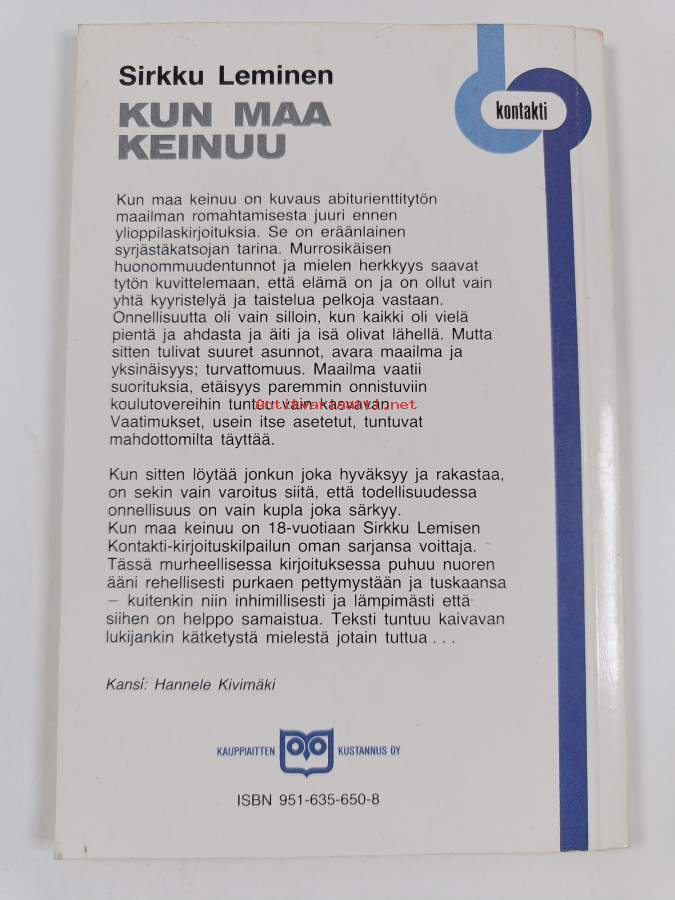 Sirkku Leminen
KUN MAA
KEINUU
kontakti
Kun maa keinuu on kuvaus abiturienttitytön
maailman romahtamisesta juuri ennen
ylioppilaskirjoituksia. Se on eräänlainen
syrjästäkatsojan tarina. Murrosikäisen
huonommuudentunnot ja mielen herkkyys saavat
tytön kuvittelemaan, että elämä on ja on ollut vain
yhtä kyyristelyä ja taistelua pelkoja vastaan.
Onnellisuutta oli vain silloin, kun kaikki oli vielä
pientä ja ahdasta ja äiti ja isä olivat lähellä. Mutta
sitten tulivat suuret asunnot, avara maailma ja
yksinäisyys; turvattomuus. Maailma vaatii
suorituksia, etäisyys paremmin onnistuviin
koulutovereihin tuntuu vain kasvavan.
Antikvariaatti.net
Vaatimukset, usein itse asetetut, tuntuvat
mahdottomilta täyttää.
Kun sitten löytää jonkun joka hyväksyy ja rakastaa,
on sekin vain varoitus siitä, että todellisuudessa
onnellisuus on vain kupla joka särkyy.
Kun maa keinuu on 18-vuotiaan Sirkku Lemisen
Kontakti-kirjoituskilpailun oman sarjansa voittaja.
Tässä murheellisessa kirjoituksessa puhuu nuoren
ääni rehellisesti purkaen pettymystään ja tuskaansa
– kuitenkin niin inhimillisesti ja lämpimästi että
siihen on helppo samaistua. Teksti tuntuu kaivavan
lukijankin kätketystä mielestä jotain tuttua . . .
Kansi: Hannele Kivimäki
KAUPPIAITTEN KUSTANNUS OY
ISBN 951-635-650-8